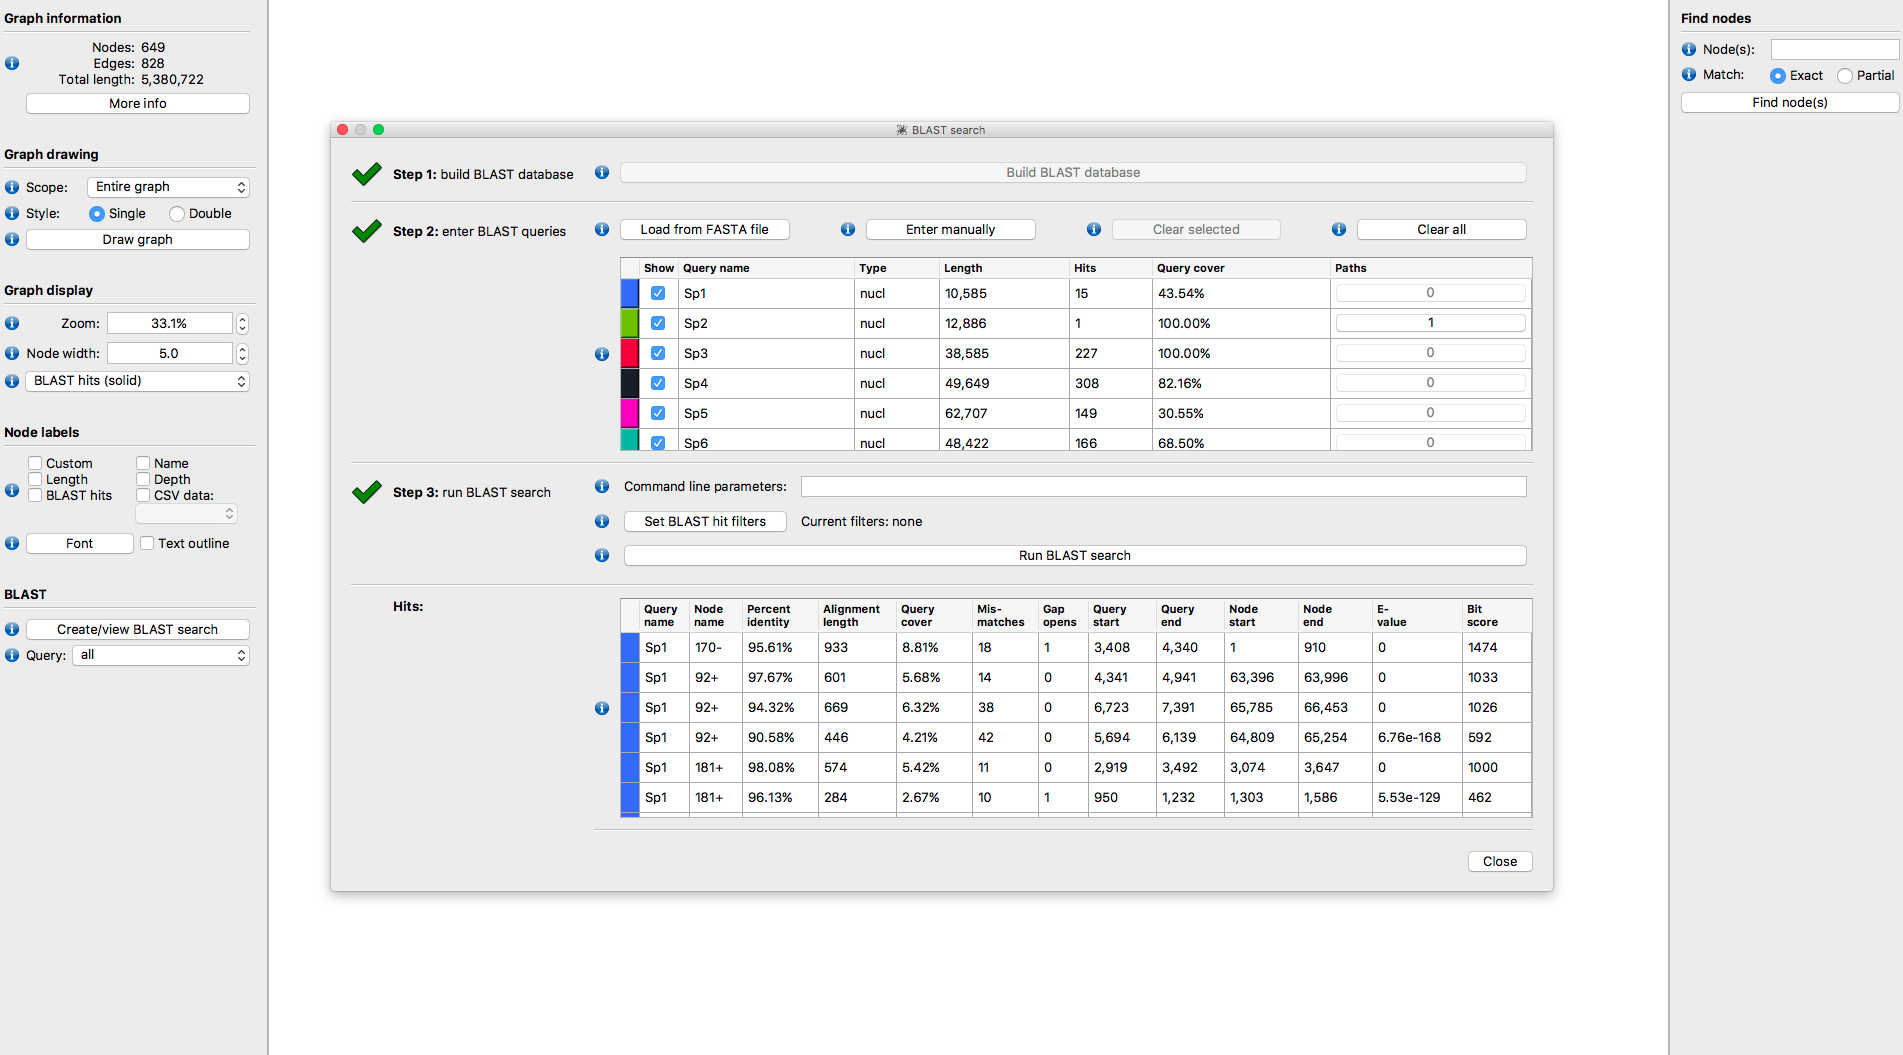 Graph information
Nodes: 649
Edges: 828
Total length: 5,380,722
More info
Graph drawing
Scope: Entire graph
Style: Single Double
Draw graph
Graph display
Zoom: 33.1%
Node width: 5.0
BLAST hits (solid)
Node labels
Custom Name
Length Depth
BLAST hits CSV data:
Font Text outline
BLAST
Create/view BLAST search
Query: all
BLAST search
Step 1: build BLAST database Build BLAST database
Step 2: enter BLAST queries Load from FASTA file Enter manually Clear selected Clear all
Show Query name Type Length Hits Query cover Paths
Sp1 nucl 10,585 15 43.54% 0
Sp2 nucl 12,886 1 100.00% 1
Sp3 nucl 38,585 227 100.00% 0
Sp4 nucl 49,649 308 82.16% 0
Sp5 nucl 62,707 149 30.55% 0
Sp6 nucl 48,422 166 68.50% 0
Step 3: run BLAST search Command line parameters:
Set BLAST hit filters Current filters: none
Run BLAST search
Hits:
Query Node Percent Alignment Query Mis- Gap Query Query Node Node E- Bit
name name identity length cover matches opens start end start end value score
Sp1 170- 95.61% 933 8.81% 18 1 3,408 4,340 1 910 0 1474
Sp1 92+ 97.67% 601 5.68% 14 0 4,341 4,941 63,396 63,996 0 1033
Sp1 92+ 94.32% 669 6.32% 38 0 6,723 7,391 65,785 66,453 0 1026
Sp1 92+ 90.58% 446 4.21% 42 0 5,694 6,139 64,809 65,254 6.76e-168 592
Sp1 181+ 98.08% 574 5.42% 11 0 2,919 3,492 3,074 3,647 0 1000
Sp1 181+ 96.13% 284 2.67% 10 1 950 1,232 1,303 1,586 5.53e-129 462
Close
Find nodes
Node(s):
Match: Exact Partial
Find node(s)